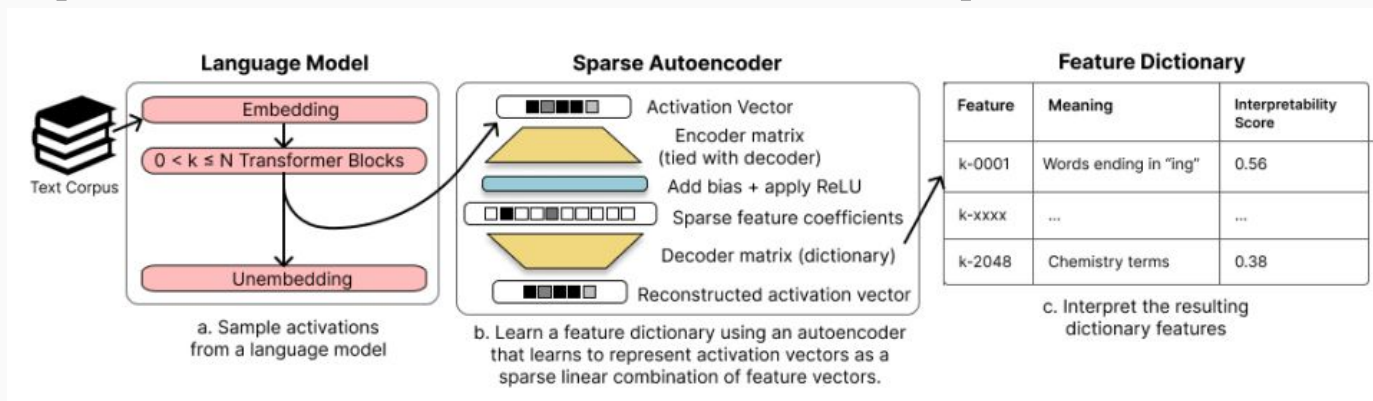 Language Model
Text Corpus
Embedding
0 < k ≤ N Transformer Blocks
Unembedding
a. Sample activations
from a language model
Sparse Autoencoder
Activation Vector
Encoder matrix
(tied with decoder)
Add bias + apply ReLU
Sparse feature coefficients
Decoder matrix (dictionary)
Reconstructed activation vector
b. Learn a feature dictionary using an autoencoder
that learns to represent activation vectors as a
sparse linear combination of feature vectors.
Feature Dictionary
Feature Meaning Interpretability
Score
k-0001 Words ending in “ing” 0.56
k-xxxx ... ...
k-2048 Chemistry terms 0.38
c. Interpret the resulting
dictionary features